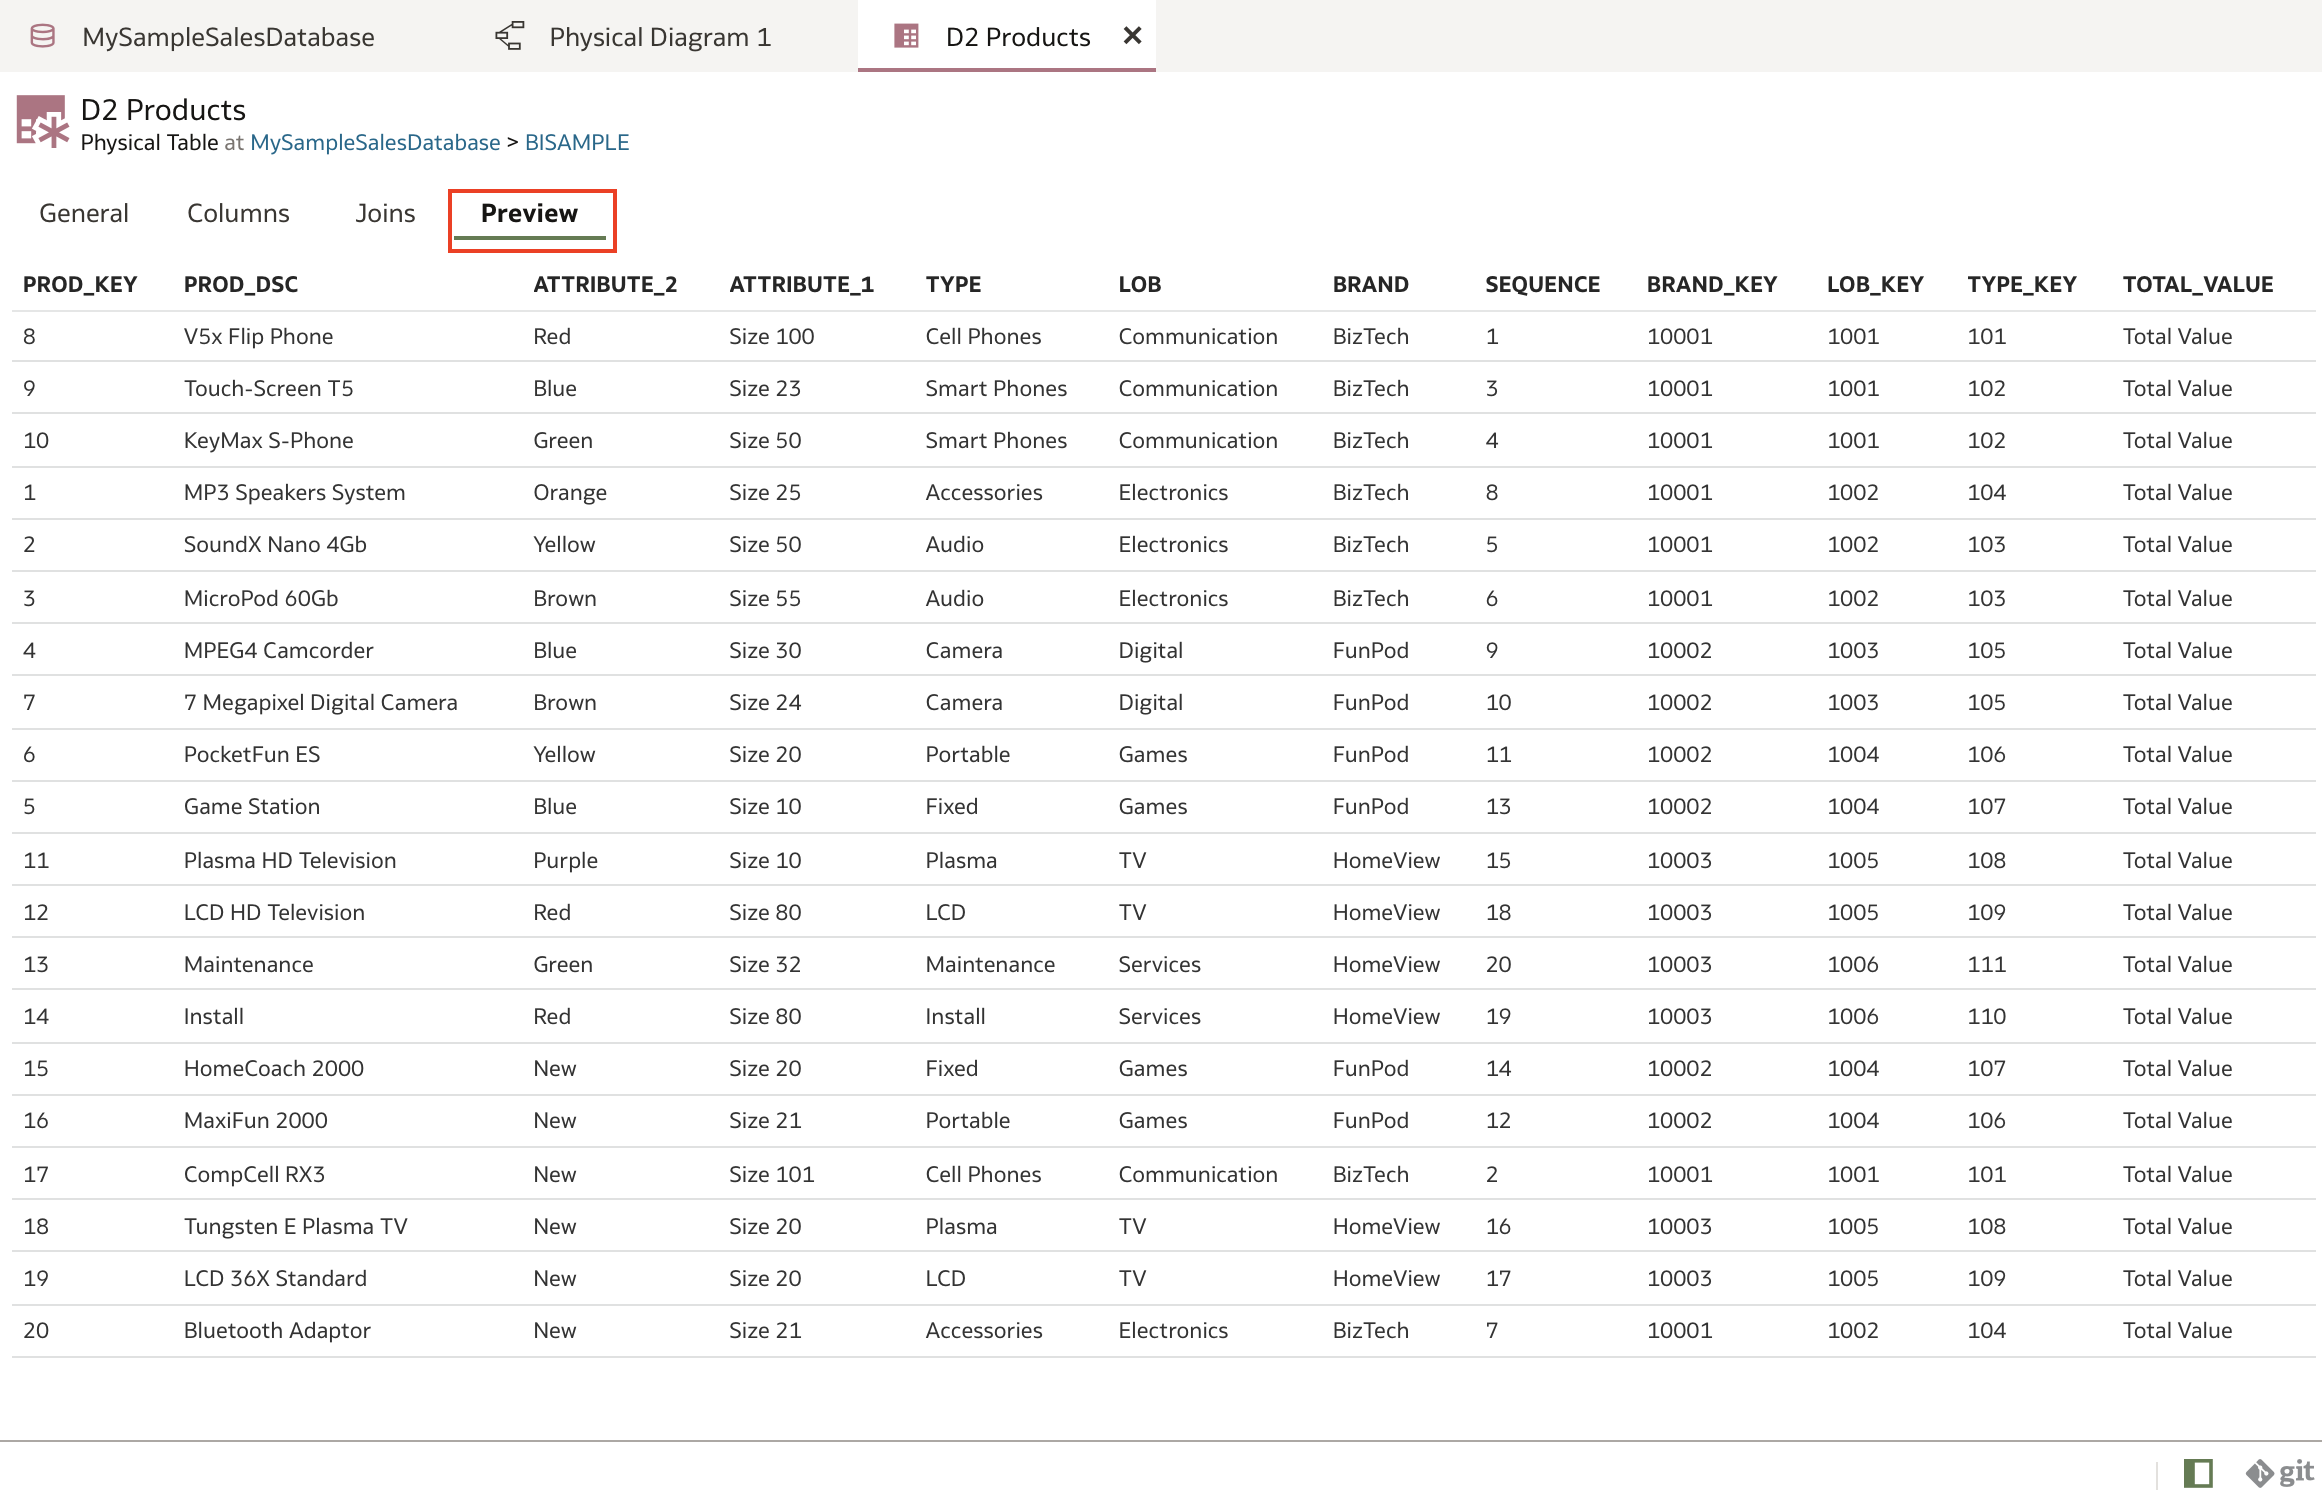 MySampleSalesDatabase Physical Diagram 1 D2 Products
D2 Products
Physical Table at MySampleSalesDatabase > BISAMPLE
General Columns Joins Preview
PROD_KEY PROD_DSC ATTRIBUTE_2 ATTRIBUTE_1 TYPE LOB BRAND SEQUENCE BRAND_KEY LOB_KEY TYPE_KEY TOTAL_VALUE
8 V5x Flip Phone Red Size 100 Cell Phones Communication BizTech 1 10001 1001 101 Total Value
9 Touch-Screen T5 Blue Size 23 Smart Phones Communication BizTech 3 10001 1001 102 Total Value
10 KeyMax S-Phone Green Size 50 Smart Phones Communication BizTech 4 10001 1001 102 Total Value
1 MP3 Speakers System Orange Size 25 Accessories Electronics BizTech 8 10001 1002 104 Total Value
2 SoundX Nano 4Gb Yellow Size 50 Audio Electronics BizTech 5 10001 1002 103 Total Value
3 MicroPod 60Gb Brown Size 55 Audio Electronics BizTech 6 10001 1002 103 Total Value
4 MPEG4 Camcorder Blue Size 30 Camera Digital FunPod 9 10002 1003 105 Total Value
7 7 Megapixel Digital Camera Brown Size 24 Camera Digital FunPod 10 10002 1003 105 Total Value
6 PocketFun ES Yellow Size 20 Portable Games FunPod 11 10002 1004 106 Total Value
5 Game Station Blue Size 10 Fixed Games FunPod 13 10002 1004 107 Total Value
11 Plasma HD Television Purple Size 10 Plasma TV HomeView 15 10003 1005 108 Total Value
12 LCD HD Television Red Size 80 LCD TV HomeView 18 10003 1005 109 Total Value
13 Maintenance Green Size 32 Maintenance Services HomeView 20 10003 1006 111 Total Value
14 Install Red Size 80 Install Services HomeView 19 10003 1006 110 Total Value
15 HomeCoach 2000 New Size 20 Fixed Games FunPod 14 10002 1004 107 Total Value
16 MaxiFun 2000 New Size 21 Portable Games FunPod 12 10002 1004 106 Total Value
17 CompCell RX3 New Size 101 Cell Phones Communication BizTech 2 10001 1001 101 Total Value
18 Tungsten E Plasma TV New Size 20 Plasma TV HomeView 16 10003 1005 108 Total Value
19 LCD 36X Standard New Size 20 LCD TV HomeView 17 10003 1005 109 Total Value
20 Bluetooth Adaptor New Size 21 Accessories Electronics BizTech 7 10001 1002 104 Total Value
git